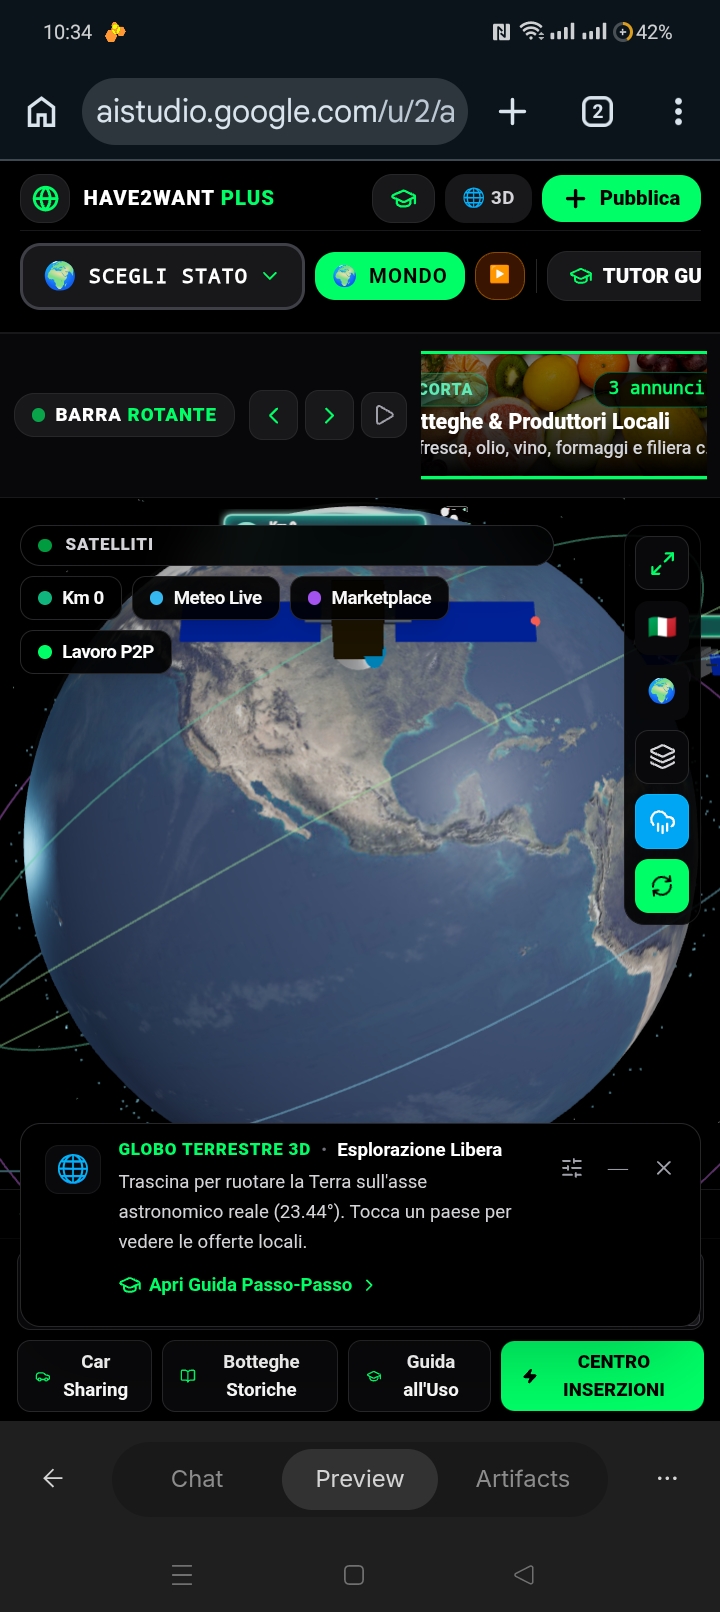 10:34
42%
aistudio.google.com/u/2/a
2
HAVE2WANT PLUS
3D
Pubblica
SCEGLI STATO
MONDO
TUTOR GU
BARRA ROTANTE
CORTA
3 annunci
tteghe & Produttori Locali
fresca, olio, vino, formaggi e filiera c
SATELLITI
Km 0
Meteo Live
Marketplace
Lavoro P2P
GLOBO TERRESTRE 3D · Esplorazione Libera
Trascina per ruotare la Terra sull'asse
astronomico reale (23.44°). Tocca un paese per
vedere le offerte locali.
Apri Guida Passo-Passo
Car
Sharing
Botteghe
Storiche
Guida
all'Uso
CENTRO
INSERZIONI
Chat
Preview
Artifacts